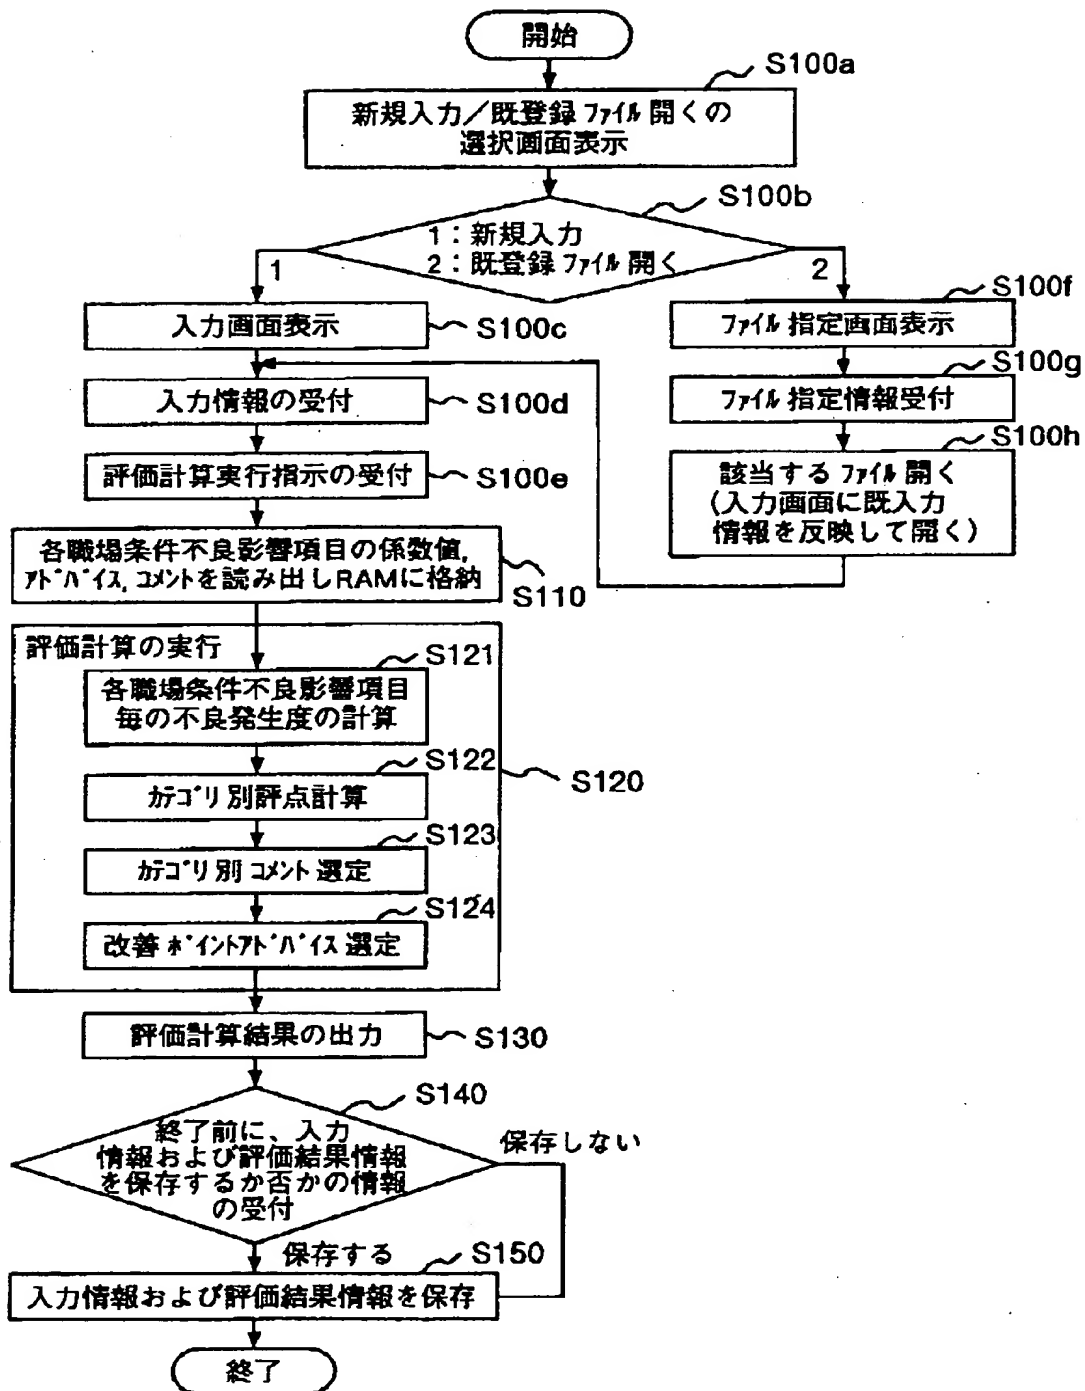 開始
S100a
新規入力／既登録 ﾌｧｲﾙ 開くの
選択画面表示
S100b
1：新規入力
2：既登録 ﾌｧｲﾙ 開く
1
2
入力画面表示
S100c
S100f
ﾌｧｲﾙ 指定画面表示
S100g
入力情報の受付
S100d
ﾌｧｲﾙ 指定情報受付
S100h
評価計算実行指示の受付
S100e
該当する ﾌｧｲﾙ 開く
(入力画面に既入力
情報を反映して開く)
各職場条件不良影響項目の係数値,
ｱﾄﾞﾊﾞｲｽ, ｺﾒﾝﾄを読み出しRAMに格納
S110
評価計算の実行
S121
各職場条件不良影響項目
毎の不良発生度の計算
S122
S120
ｶﾃｺﾞﾘ 別評点計算
S123
ｶﾃｺﾞﾘ 別 ｺﾒﾝﾄ 選定
S124
改善 ﾎﾟｲﾝﾄｱﾄﾞﾊﾞｲｽ 選定
評価計算結果の出力
S130
S140
終了前に、入力
情報および評価結果情報
を保存するか否かの情報
の受付
保存しない
保存する
S150
入力情報および評価結果情報を保存
終了